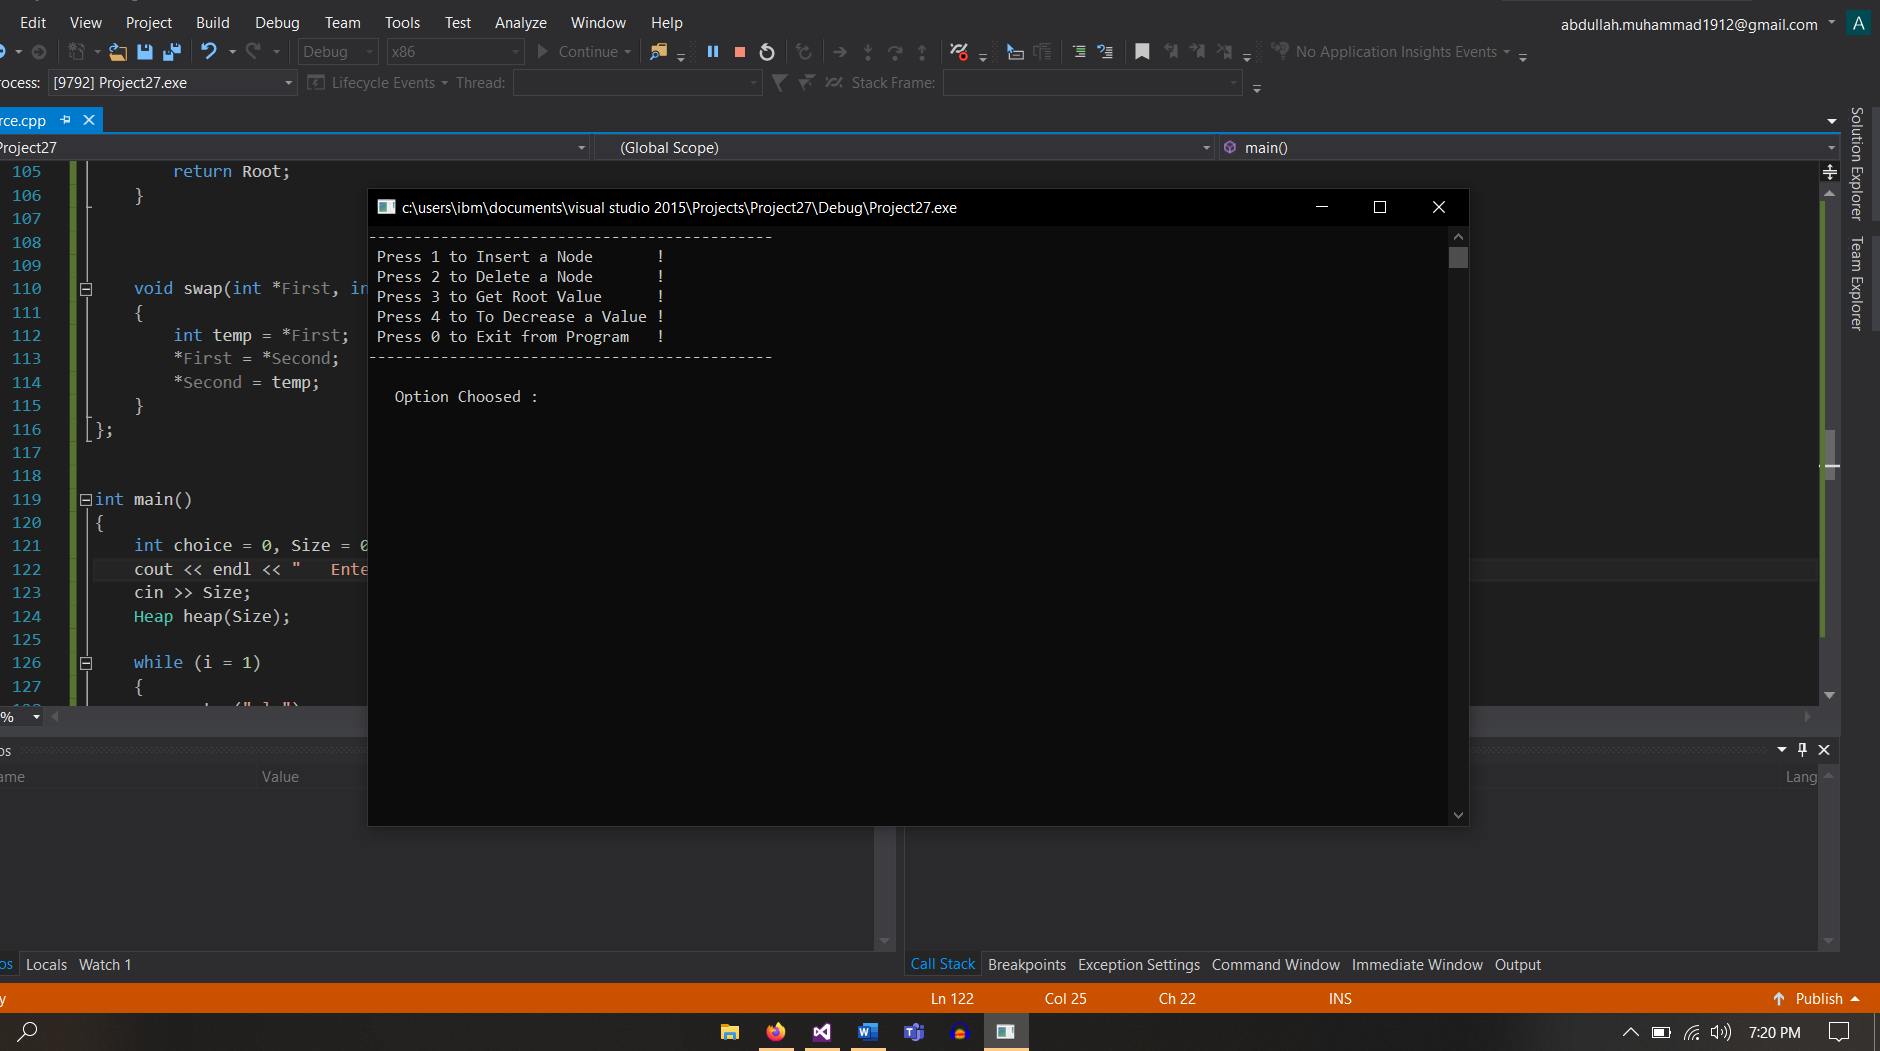 Edit View Project Build Debug Team Tools Test Analyze Window Help abdullah.muhammad1912@gmail.com A
Debug x86 Continue No Application Insights Events
ocess: [9792] Project27.exe Lifecycle Events Thread: Stack Frame:
rce.cpp
Project27 (Global Scope) main()
Solution Explorer
Team Explorer
105 return Root;
106 }
107
108
109
110 void swap(int *First, in
111 {
112 int temp = *First;
113 *First = *Second;
114 *Second = temp;
115 }
116 };
117
118
119 int main()
120 {
121 int choice = 0, Size = 0
122 cout << endl << "   Ente
123 cin >> Size;
124 Heap heap(Size);
125
126 while (i = 1)
127 {
c:\users\ibm\documents\visual studio 2015\Projects\Project27\Debug\Project27.exe
---------------------------------------------
Press 1 to Insert a Node       !
Press 2 to Delete a Node       !
Press 3 to Get Root Value      !
Press 4 to To Decrease a Value !
Press 0 to Exit from Program   !
---------------------------------------------
Option Choosed :
%
os
ame Value Lang
os Locals Watch 1 Call Stack Breakpoints Exception Settings Command Window Immediate Window Output
y Ln 122 Col 25 Ch 22 INS Publish
7:20 PM